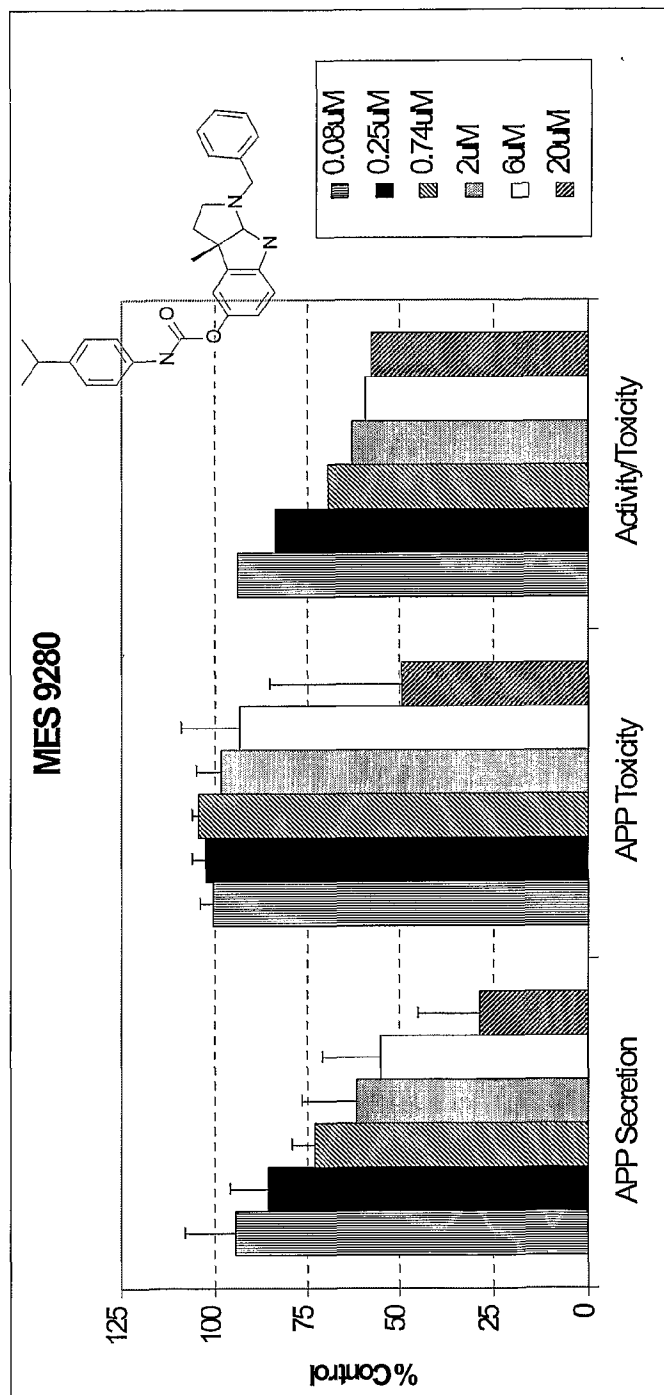 MES 9280
N
N
O
N
O
0.08uM
0.25uM
0.74uM
2uM
6uM
20uM
% Control
125
100
75
50
25
0
APP Secretion
APP Toxicity
Activity/Toxicity